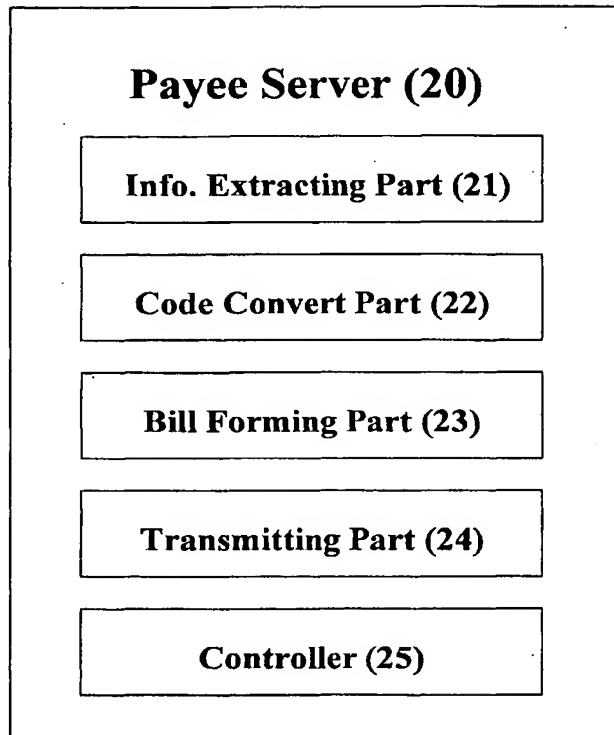 Payee Server (20)
Info. Extracting Part (21)
Code Convert Part (22)
Bill Forming Part (23)
Transmitting Part (24)
Controller (25)